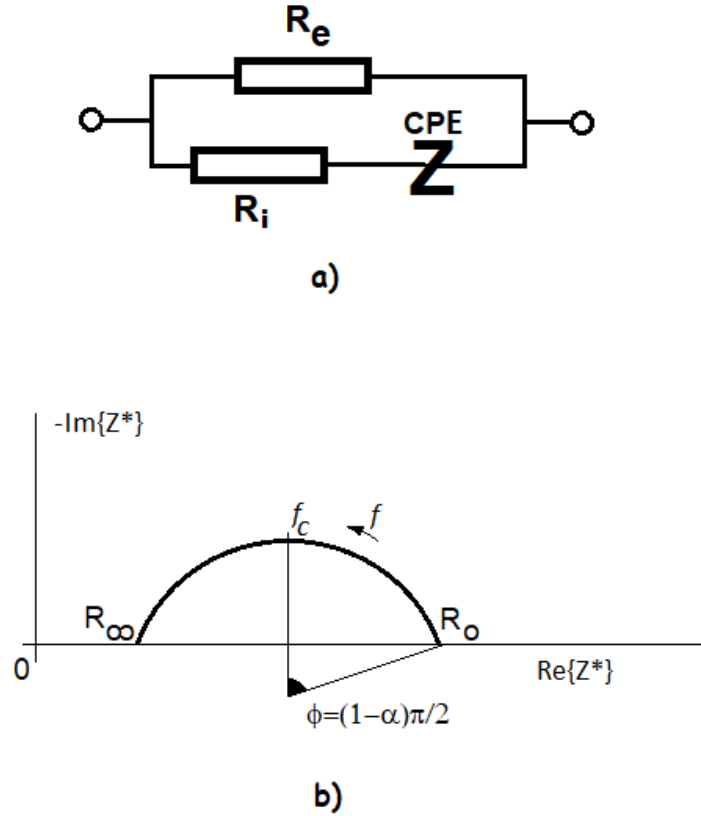 Re
CPE
Z
Ri
a)
-Im{Z*}
fc
f
R∞
Ro
0
Re{Z*}
ϕ=(1−α)π/2
b)